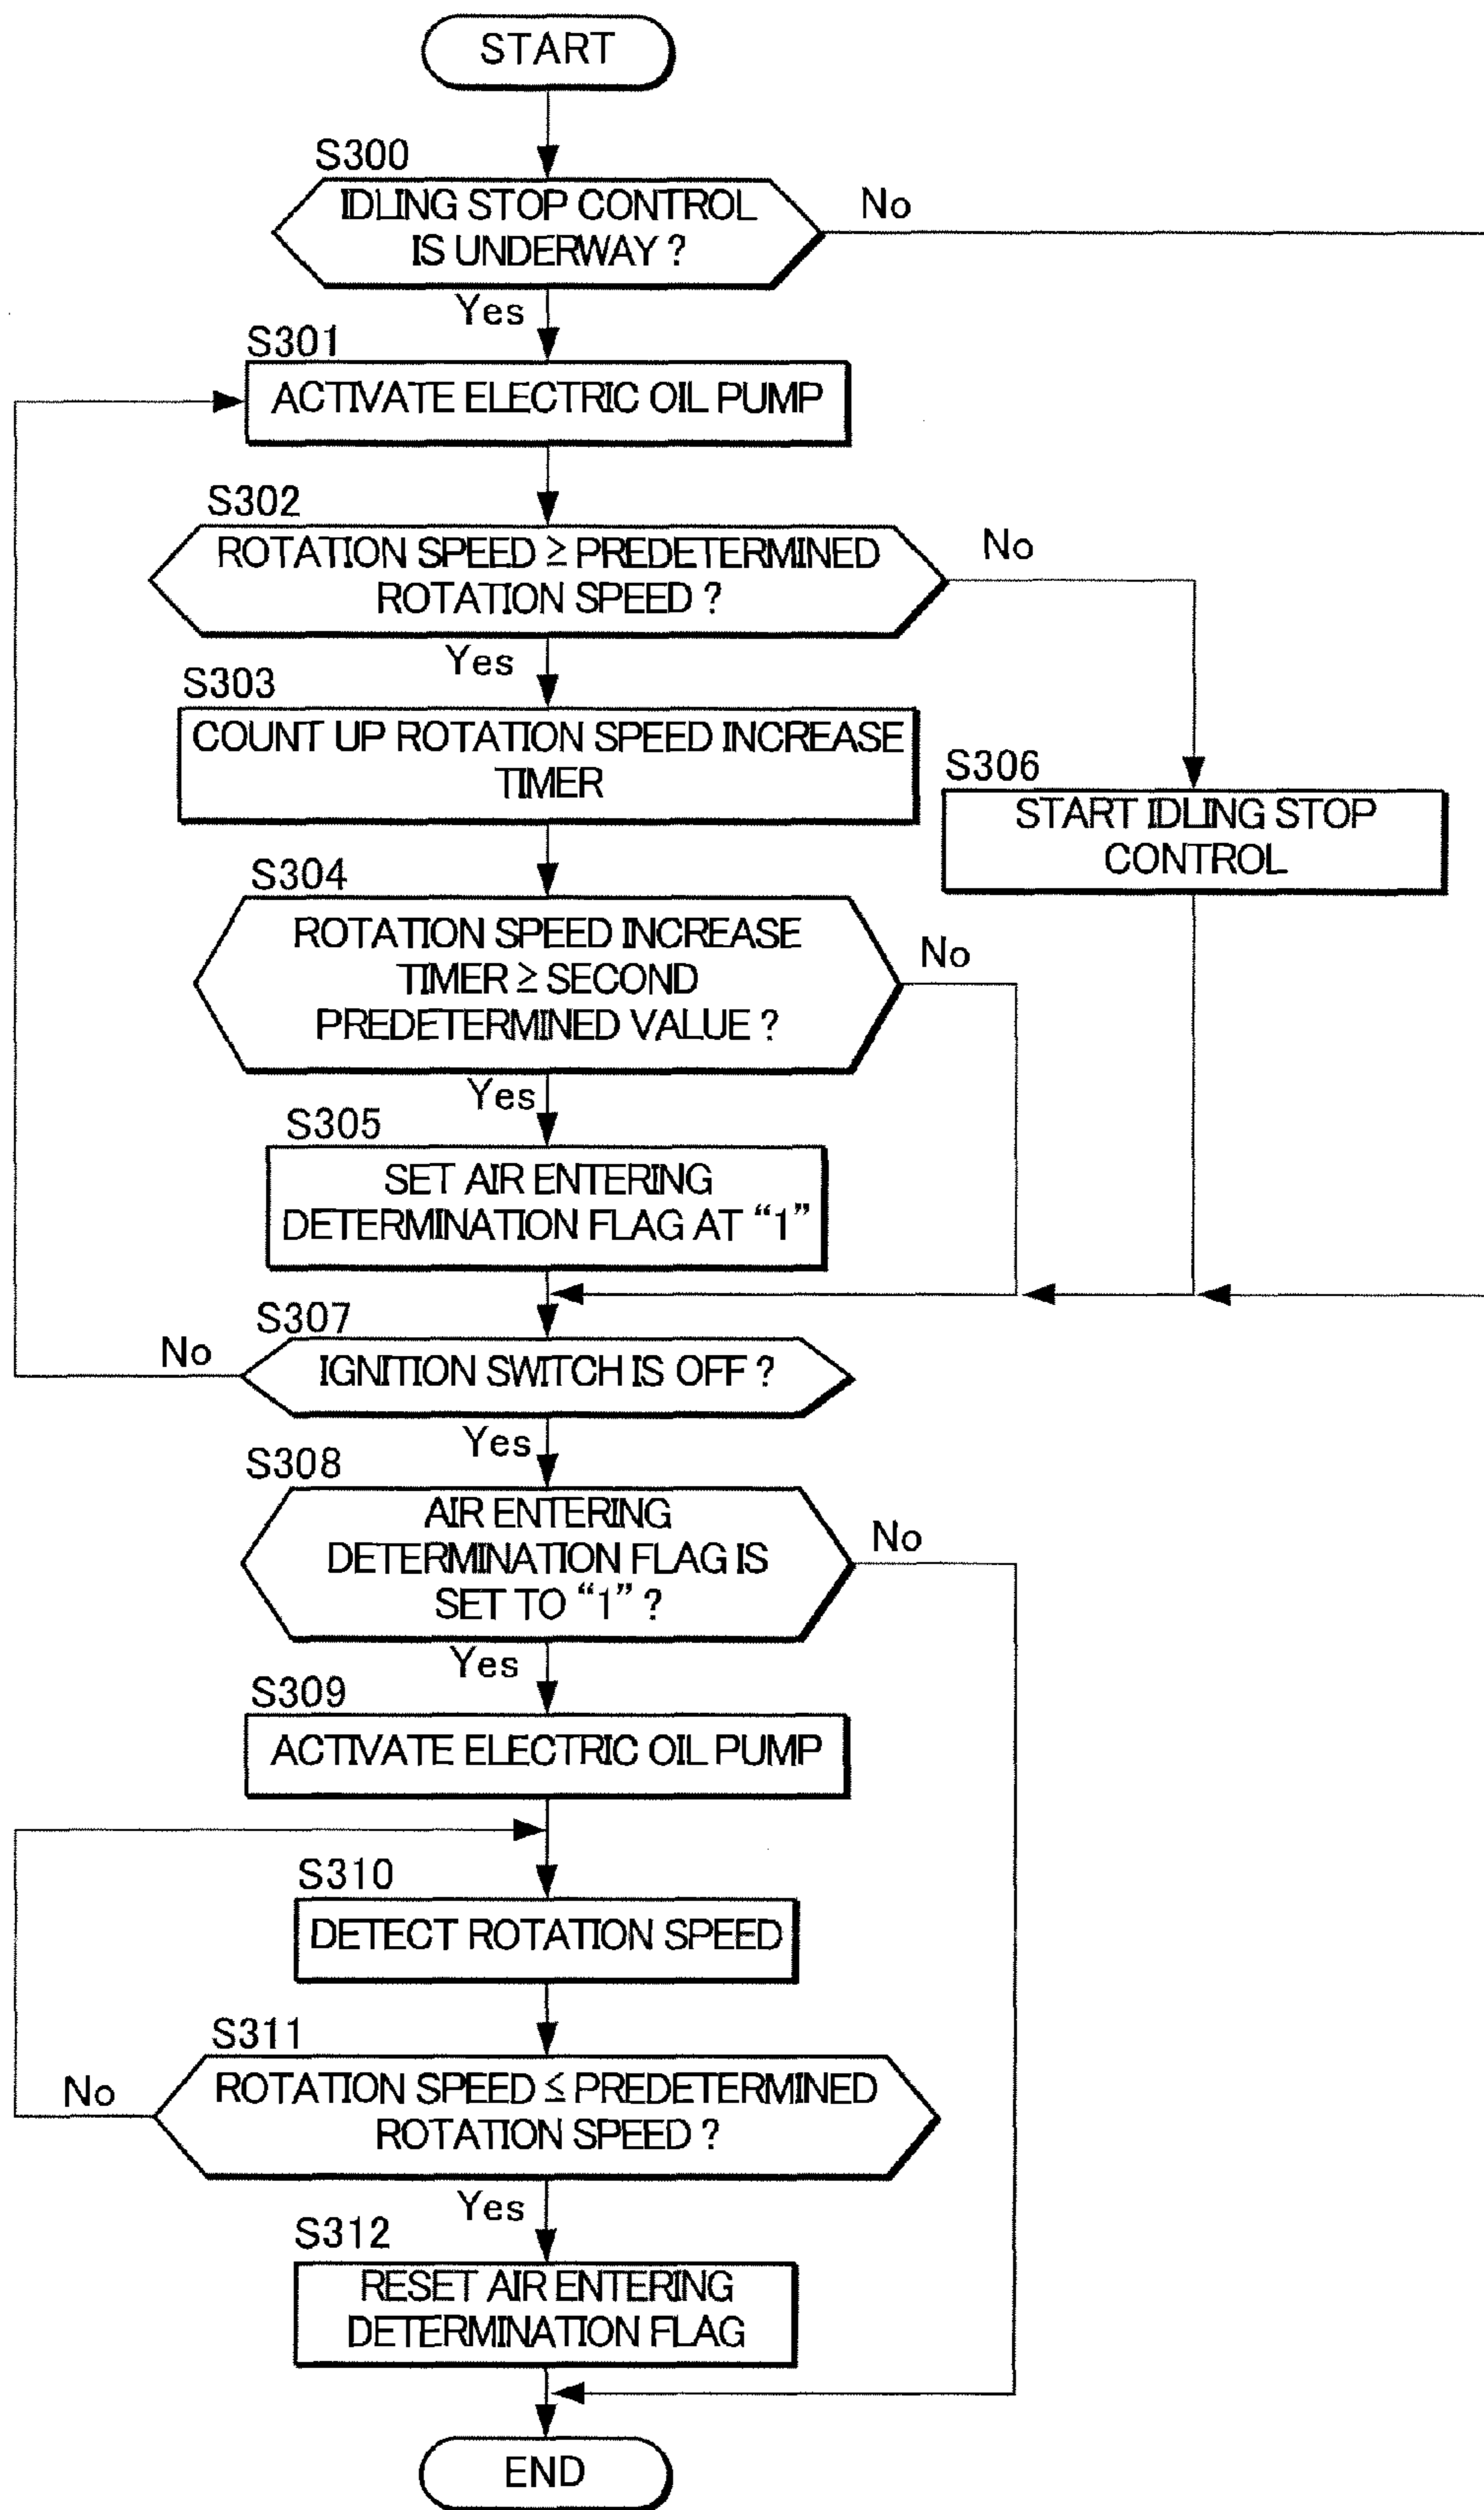 START
S300
IDLING STOP CONTROL
IS UNDERWAY ?
No
Yes
S301
ACTIVATE ELECTRIC OIL PUMP
S302
ROTATION SPEED ≥ PREDETERMINED
ROTATION SPEED ?
No
Yes
S303
COUNT UP ROTATION SPEED INCREASE
TIMER
S306
START IDLING STOP
CONTROL
S304
ROTATION SPEED INCREASE
TIMER ≥ SECOND
PREDETERMINED VALUE ?
No
Yes
S305
SET AIR ENTERING
DETERMINATION FLAG AT “1”
S307
IGNITION SWITCH IS OFF ?
No
Yes
S308
AIR ENTERING
DETERMINATION FLAG IS
SET TO “1” ?
No
Yes
S309
ACTIVATE ELECTRIC OIL PUMP
S310
DETECT ROTATION SPEED
S311
ROTATION SPEED ≤ PREDETERMINED
ROTATION SPEED ?
No
Yes
S312
RESET AIR ENTERING
DETERMINATION FLAG
END